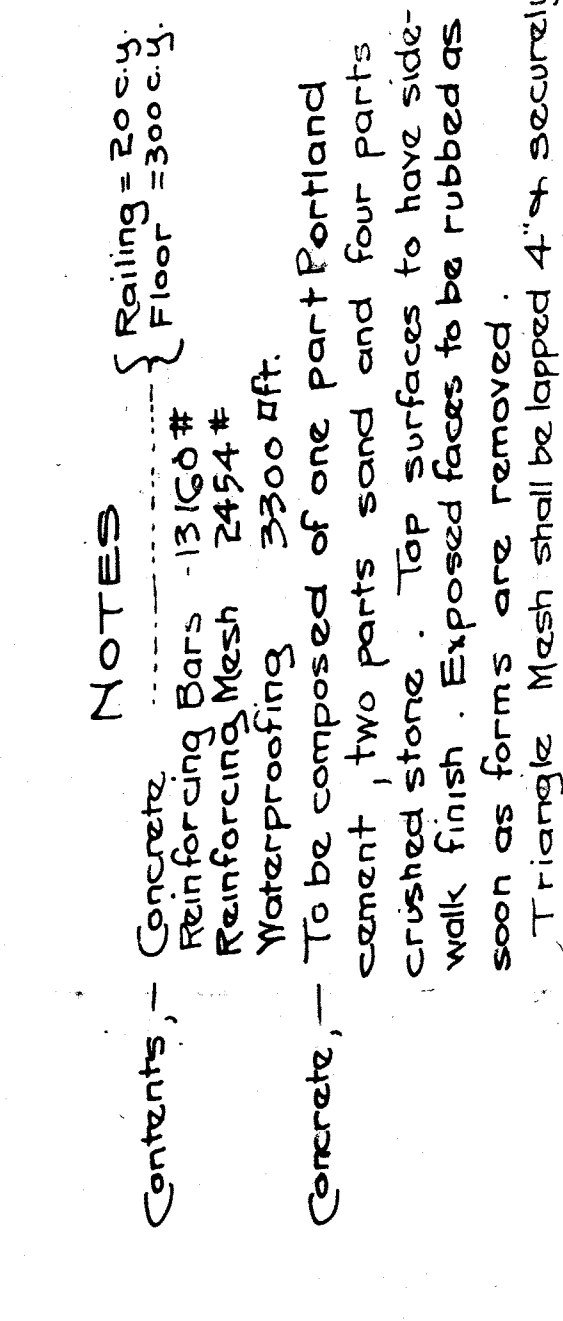 NOTES
Contents, — Concrete ............ { Railing = 20 c.y.
Floor = 300 c.y.
Reinforcing Bars - 13160 #
Reinforcing Mesh 2454 #
Waterproofing 3300 □ft.
Concrete, — To be composed of one part Portland
cement, two parts sand and four parts
crushed stone. Top surfaces to have side-
walk finish. Exposed faces to be rubbed as
soon as forms are removed.
Triangle Mesh shall be lapped 4" & securely